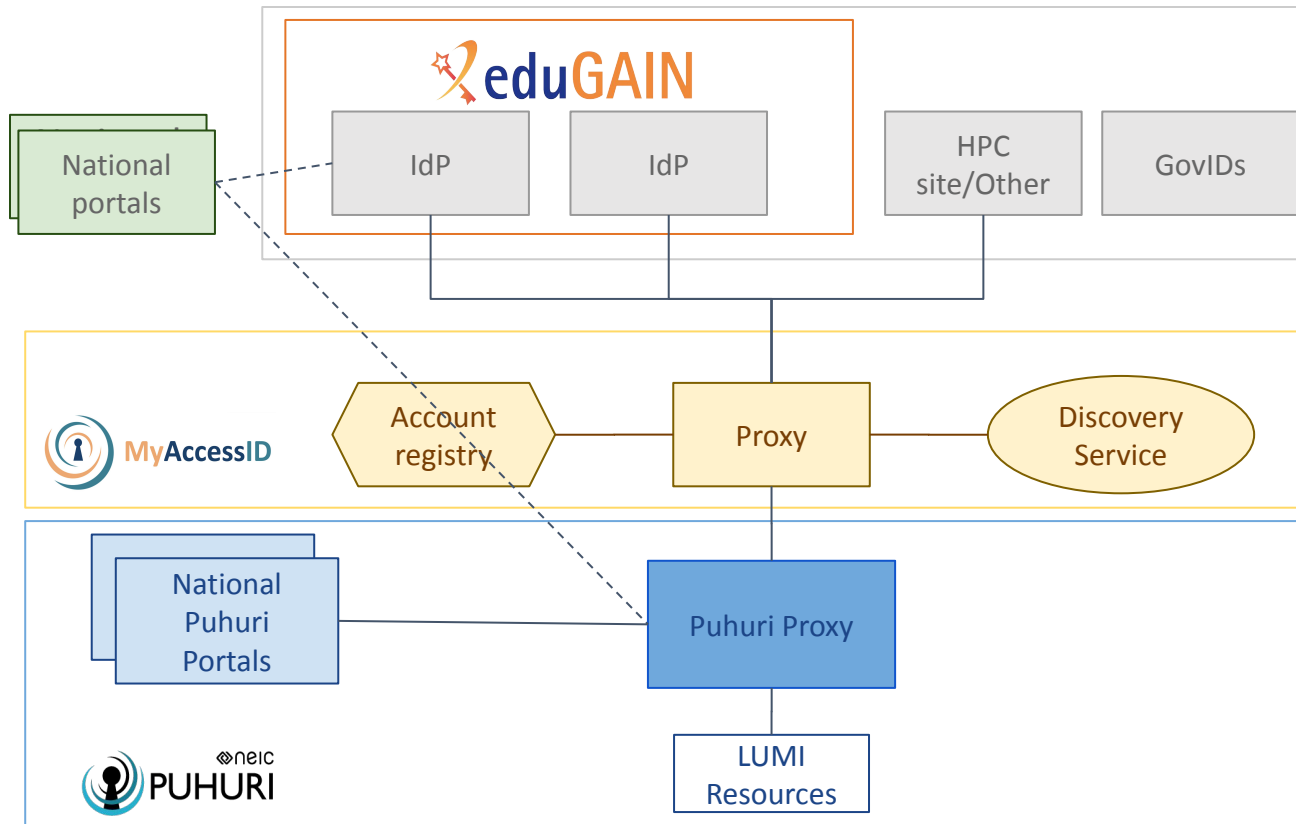 eduGAIN
National
portals
IdP
IdP
HPC
site/Other
GovIDs
Account
registry
Proxy
Discovery
Service
MyAccessID
National
Puhuri
Portals
Puhuri Proxy
neic
PUHURI
LUMI
Resources